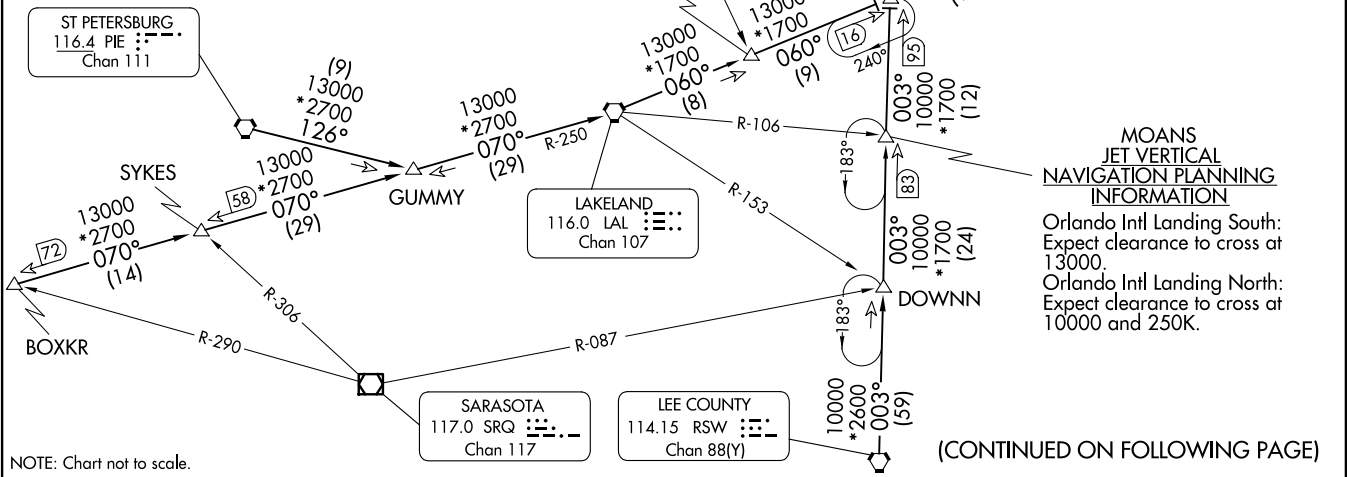 ST PETERSBURG
116.4 PIE
Chan 111
(9)
13000
*2700
126°
13000
*1700
060°
(8)
13000
*1700
060°
(9)
16
240°
95
003°
10000
*1700
(12)
13000
*2700
070°
(29)
R-250
R-106
183°
83
MOANS
JET VERTICAL
NAVIGATION PLANNING
INFORMATION
Orlando Intl Landing South:
Expect clearance to cross at
13000.
Orlando Intl Landing North:
Expect clearance to cross at
10000 and 250K.
SYKES
58
13000
*2700
070°
(29)
GUMMY
LAKELAND
116.0 LAL
Chan 107
R-153
003°
10000
*1700
(24)
72
13000
*2700
070°
(14)
BOXKR
R-306
R-290
R-087
183°
DOWNN
SARASOTA
117.0 SRQ
Chan 117
LEE COUNTY
114.15 RSW
Chan 88(Y)
10000
*2600
003°
(59)
NOTE: Chart not to scale.
(CONTINUED ON FOLLOWING PAGE)